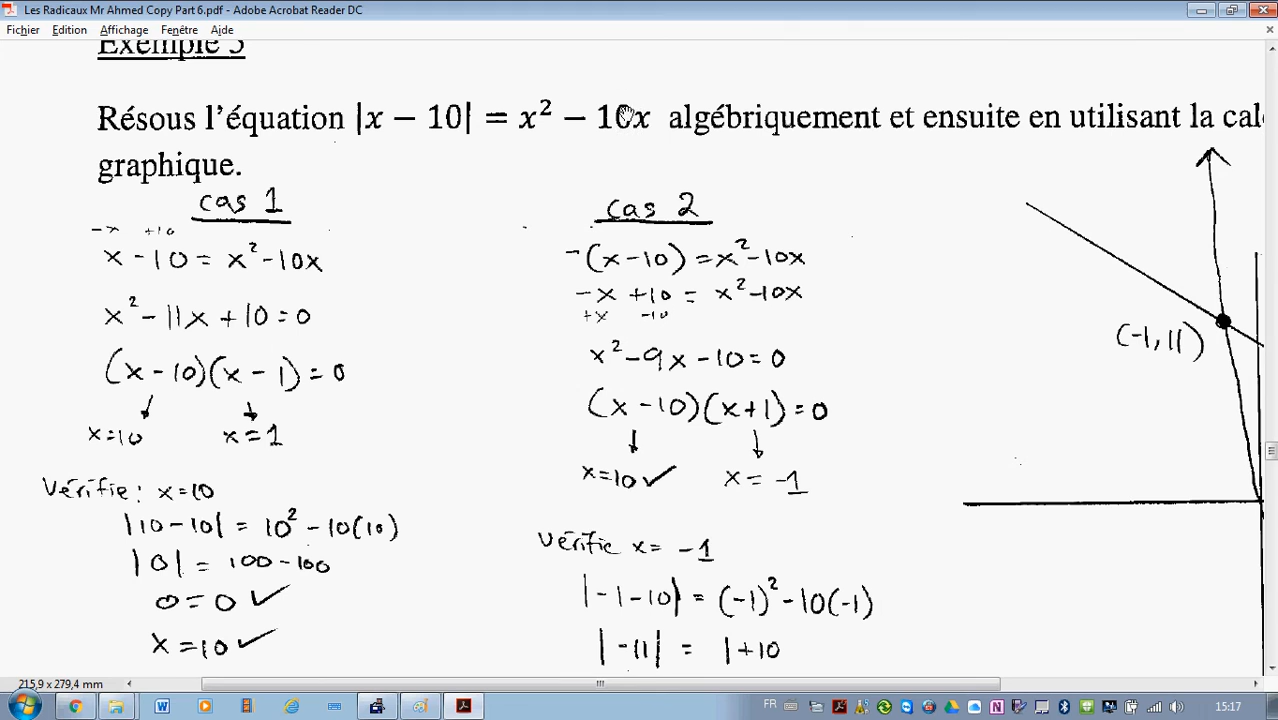 Les Radicaux Mr Ahmed Copy Part 6.pdf - Adobe Acrobat Reader DC
Fichier Edition Affichage Fenêtre Aide
Exemple 5
Résous l'équation |x − 10| = x² − 10x algébriquement et ensuite en utilisant la cal
graphique.
cas 1
-x +10
x - 10 = x² - 10x
x² - 11x + 10 = 0
(x - 10)(x - 1) = 0
x=10 x=1
Vérifie: x=10
|10-10| = 10² - 10(10)
|0| = 100-100
0=0 ✓
x=10 ✓
cas 2
-(x-10) = x² - 10x
-x +10 = x² - 10x
+x -10
x² - 9x - 10 = 0
(x - 10)(x + 1) = 0
x=10 ✓ x = -1
Vérifie x = -1
|-1-10| = (-1)² - 10(-1)
|-11| = 1+10
(-1, 11)
215,9 x 279,4 mm
FR 15:17